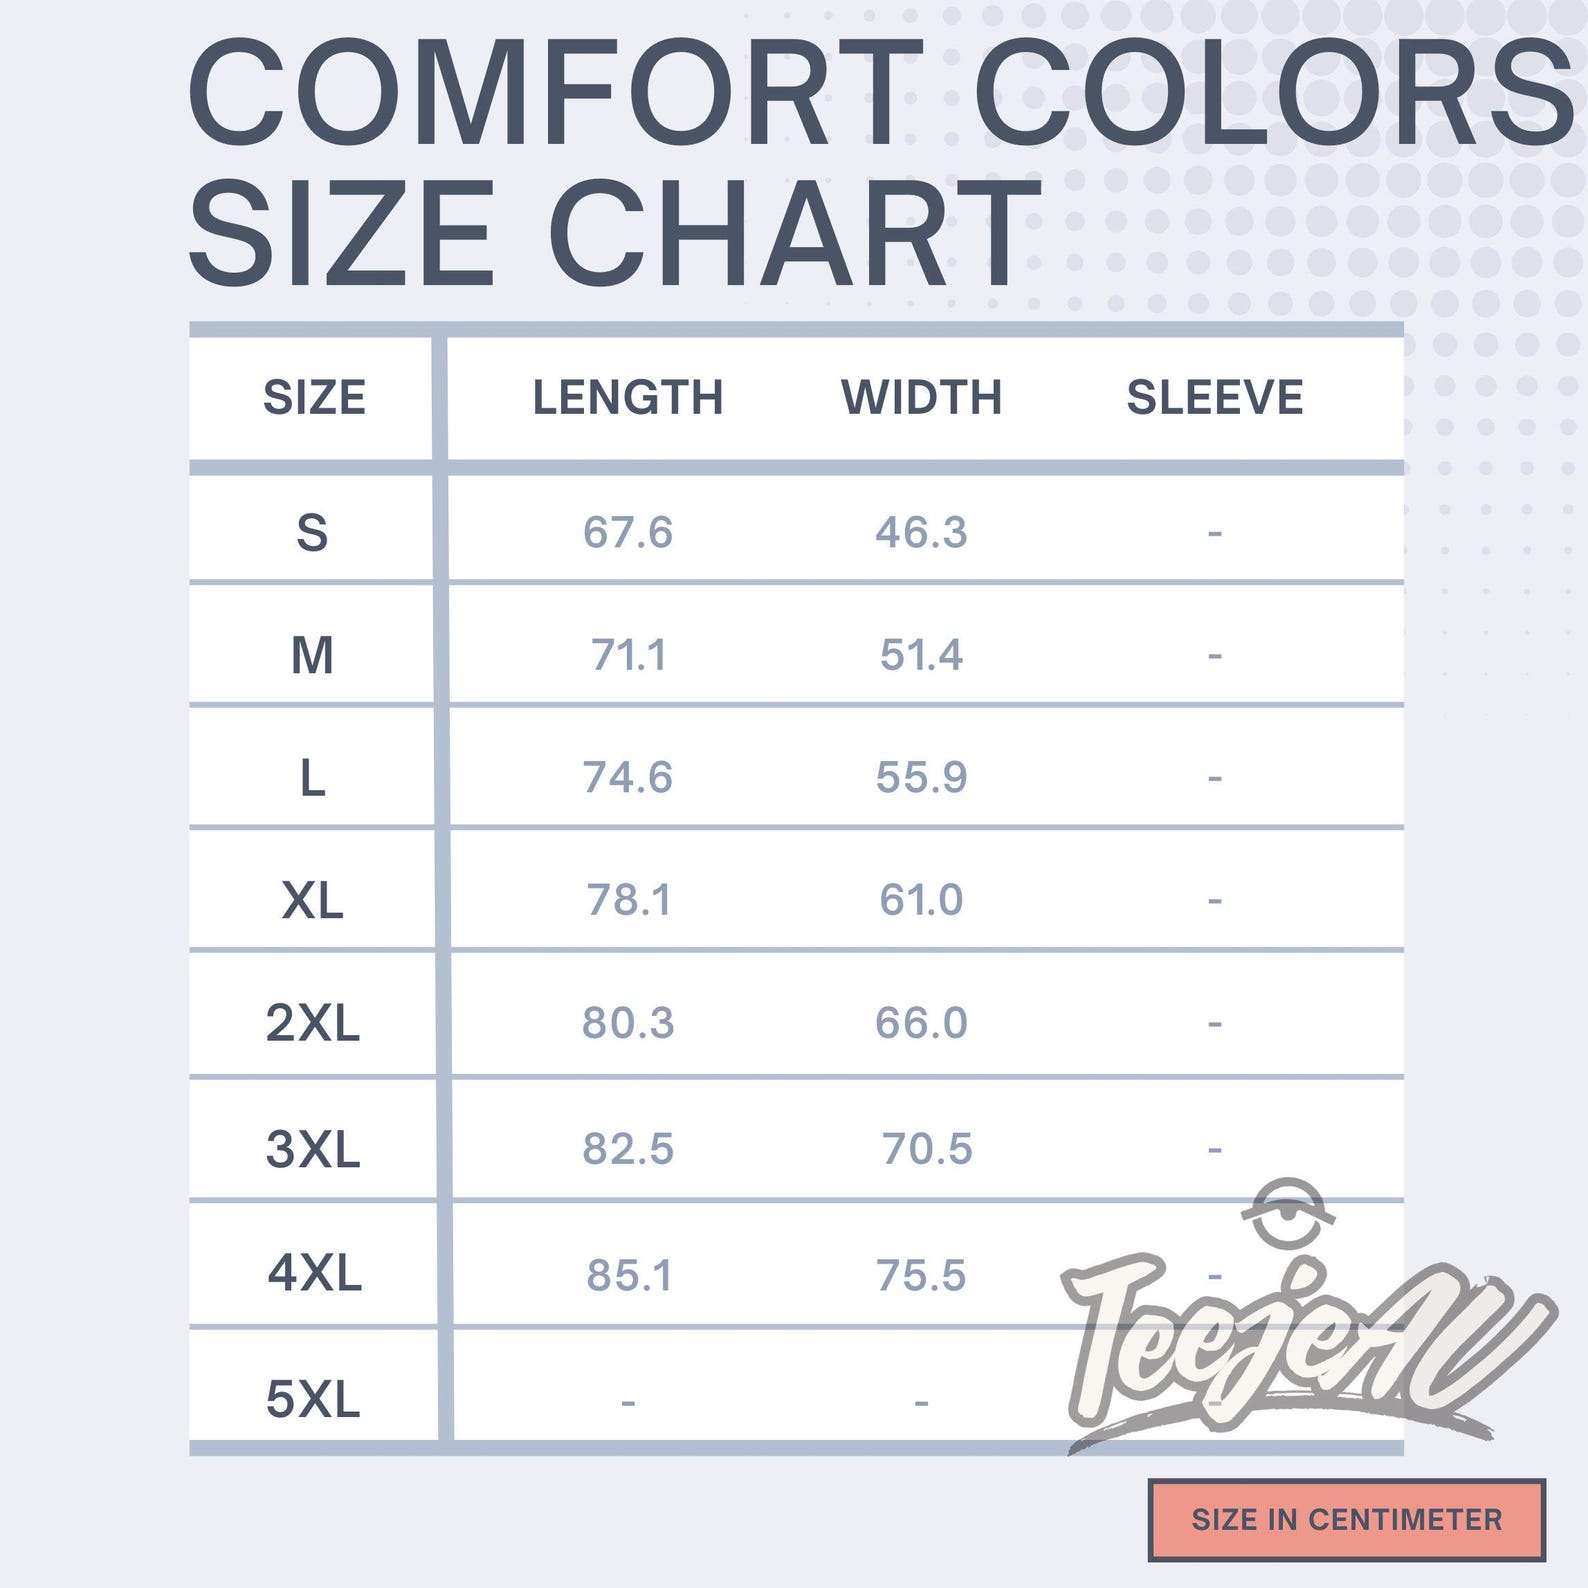 COMFORT COLORS
SIZE CHART
SIZE LENGTH WIDTH SLEEVE
S 67.6 46.3 -
M 71.1 51.4 -
L 74.6 55.9 -
XL 78.1 61.0 -
2XL 80.3 66.0 -
3XL 82.5 70.5 -
4XL 85.1 75.5 -
5XL - - -
TeejeAU
SIZE IN CENTIMETER